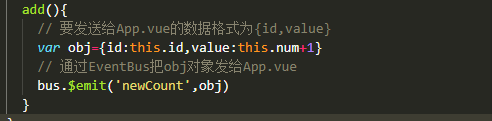 add(){
// 要发送给App.vue的数据格式为{id,value}
var obj={id:this.id,value:this.num+1}
// 通过EventBus把obj对象发给App.vue
bus.$emit('newCount',obj)
}